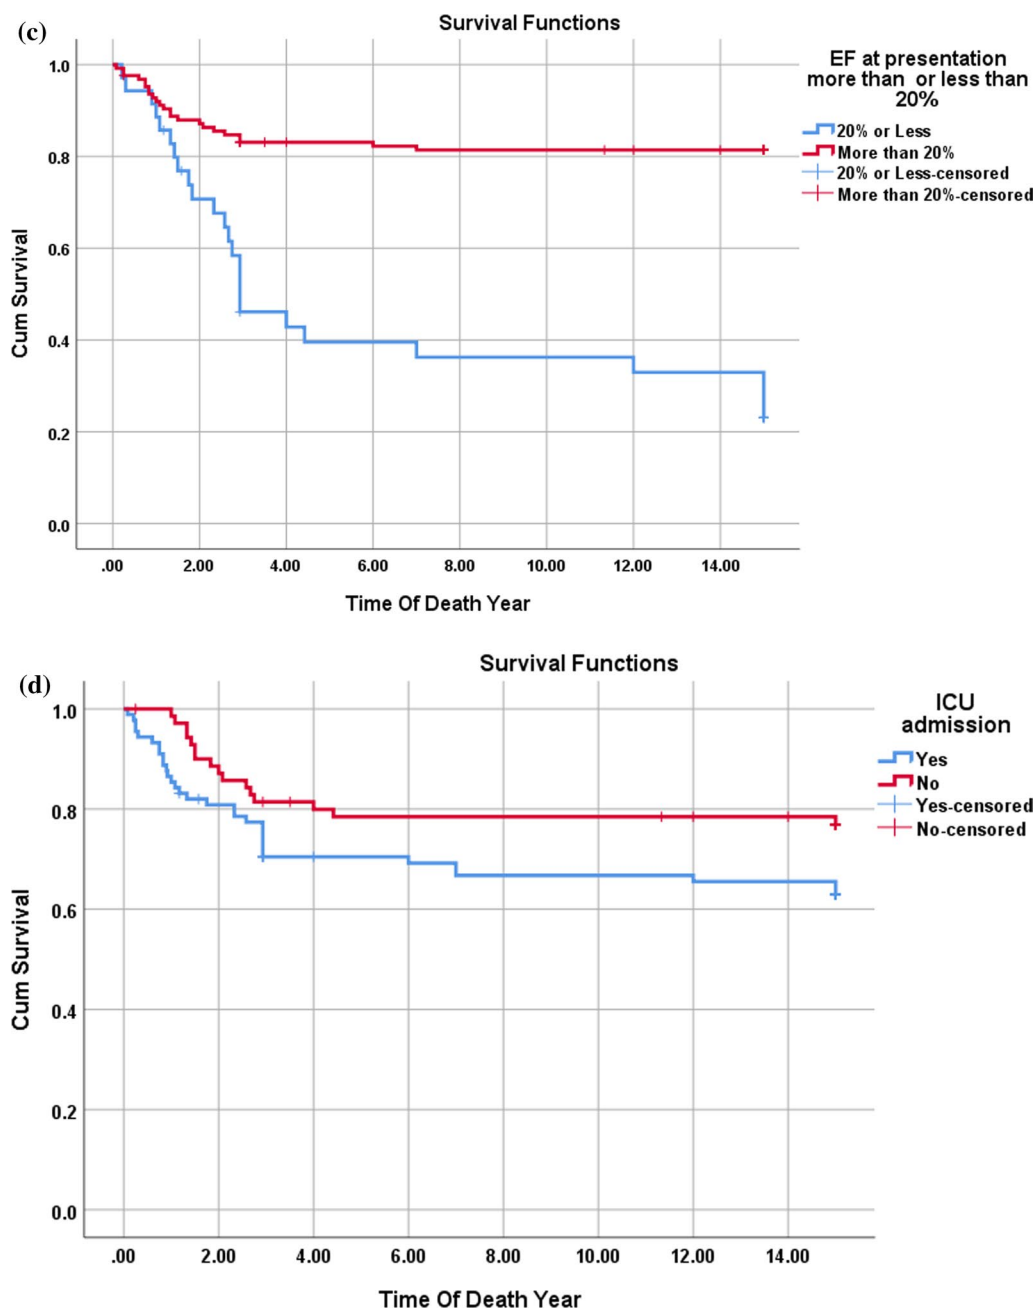 (c)
Survival Functions
EF at presentation
more than or less than
20%
20% or Less
More than 20%
20% or Less-censored
More than 20%-censored
Cum Survival
1.0
0.8
0.6
0.4
0.2
0.0
.00 2.00 4.00 6.00 8.00 10.00 12.00 14.00
Time Of Death Year
(d)
Survival Functions
ICU
admission
Yes
No
Yes-censored
No-censored
Cum Survival
1.0
0.8
0.6
0.4
0.2
0.0
.00 2.00 4.00 6.00 8.00 10.00 12.00 14.00
Time Of Death Year